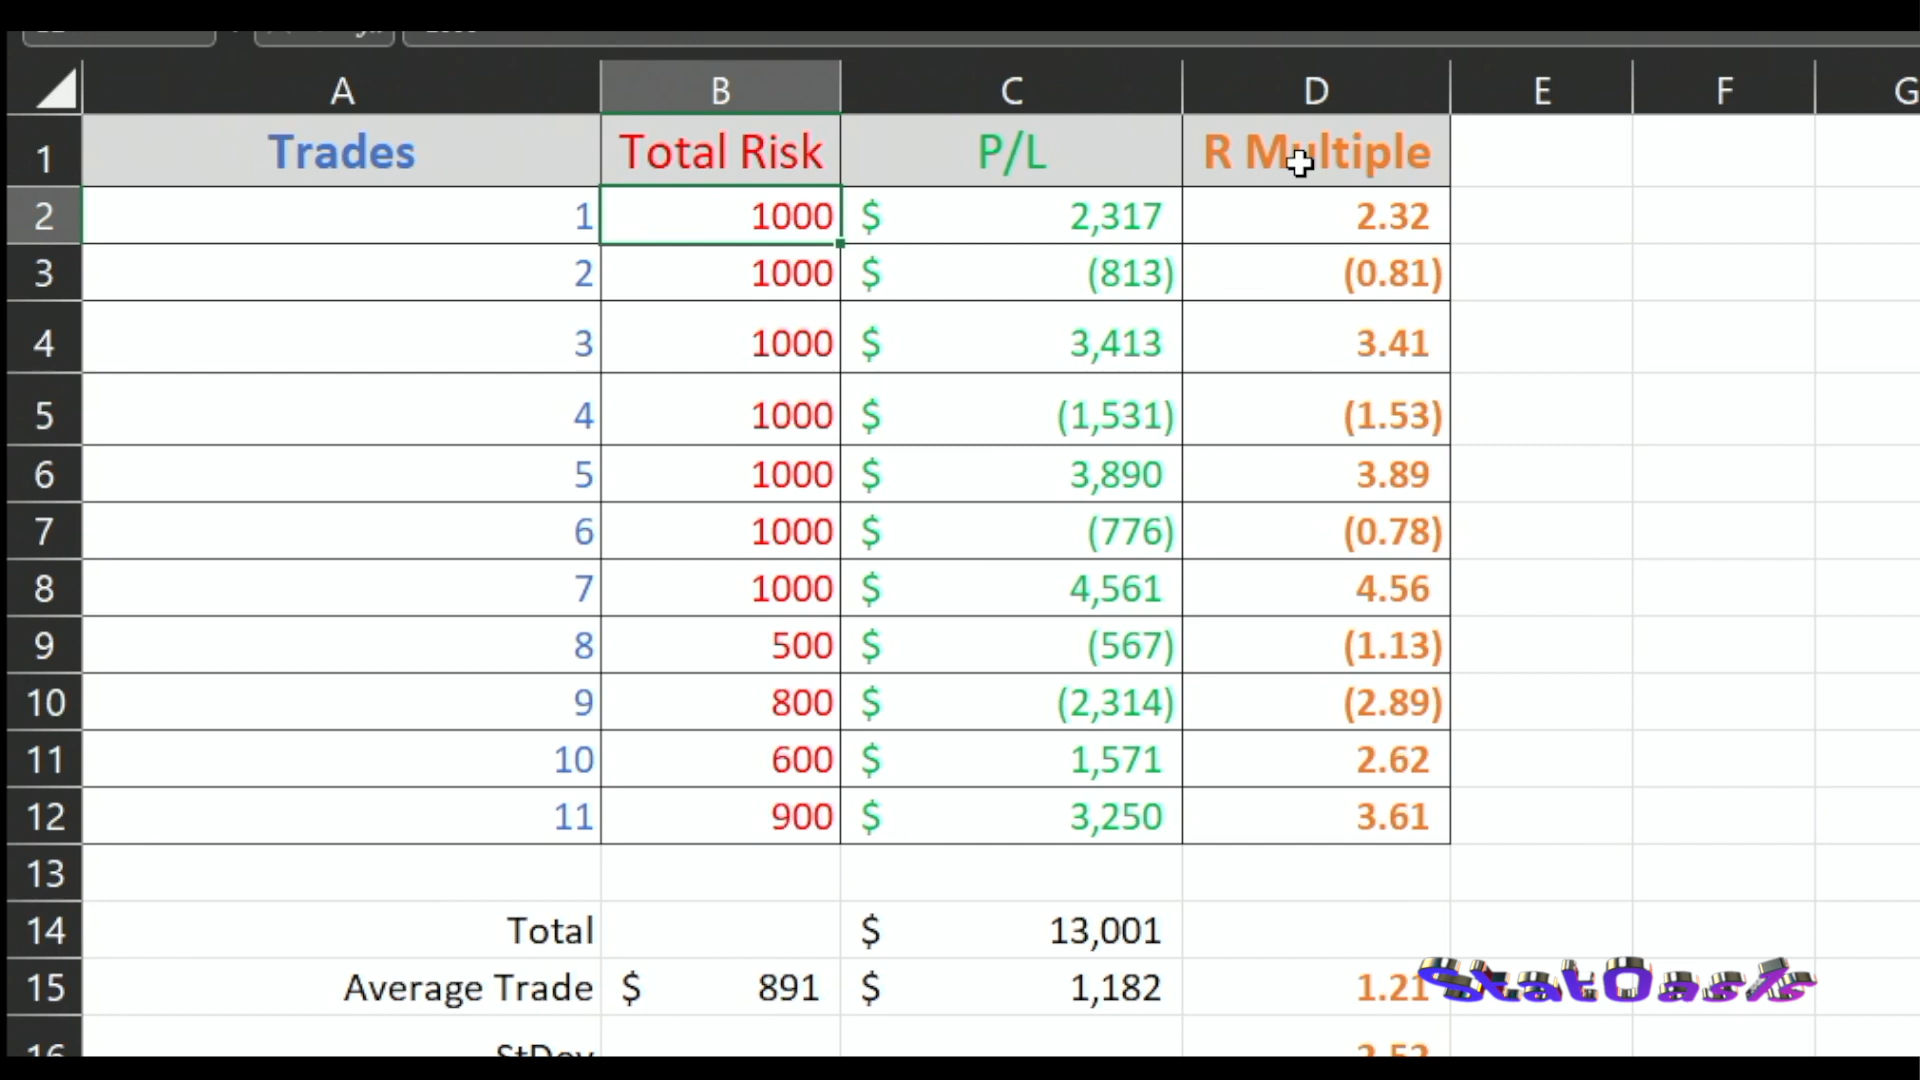 A B C D E F G
1 Trades Total Risk P/L R Multiple
2 1 1000 $ 2,317 2.32
3 2 1000 $ (813) (0.81)
4 3 1000 $ 3,413 3.41
5 4 1000 $ (1,531) (1.53)
6 5 1000 $ 3,890 3.89
7 6 1000 $ (776) (0.78)
8 7 1000 $ 4,561 4.56
9 8 500 $ (567) (1.13)
10 9 800 $ (2,314) (2.89)
11 10 600 $ 1,571 2.62
12 11 900 $ 3,250 3.61
13
14 Total $ 13,001
15 Average Trade $ 891 $ 1,182 1.21
StatOasis
16 StDev 2.52